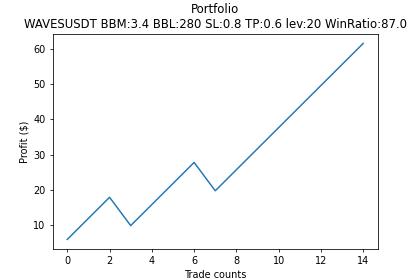 Portfolio
WAVESUSDT BBM:3.4 BBL:280 SL:0.8 TP:0.6 lev:20 WinRatio:87.0
60
50
40
30
20
10
Profit ($)
0 2 4 6 8 10 12 14
Trade counts